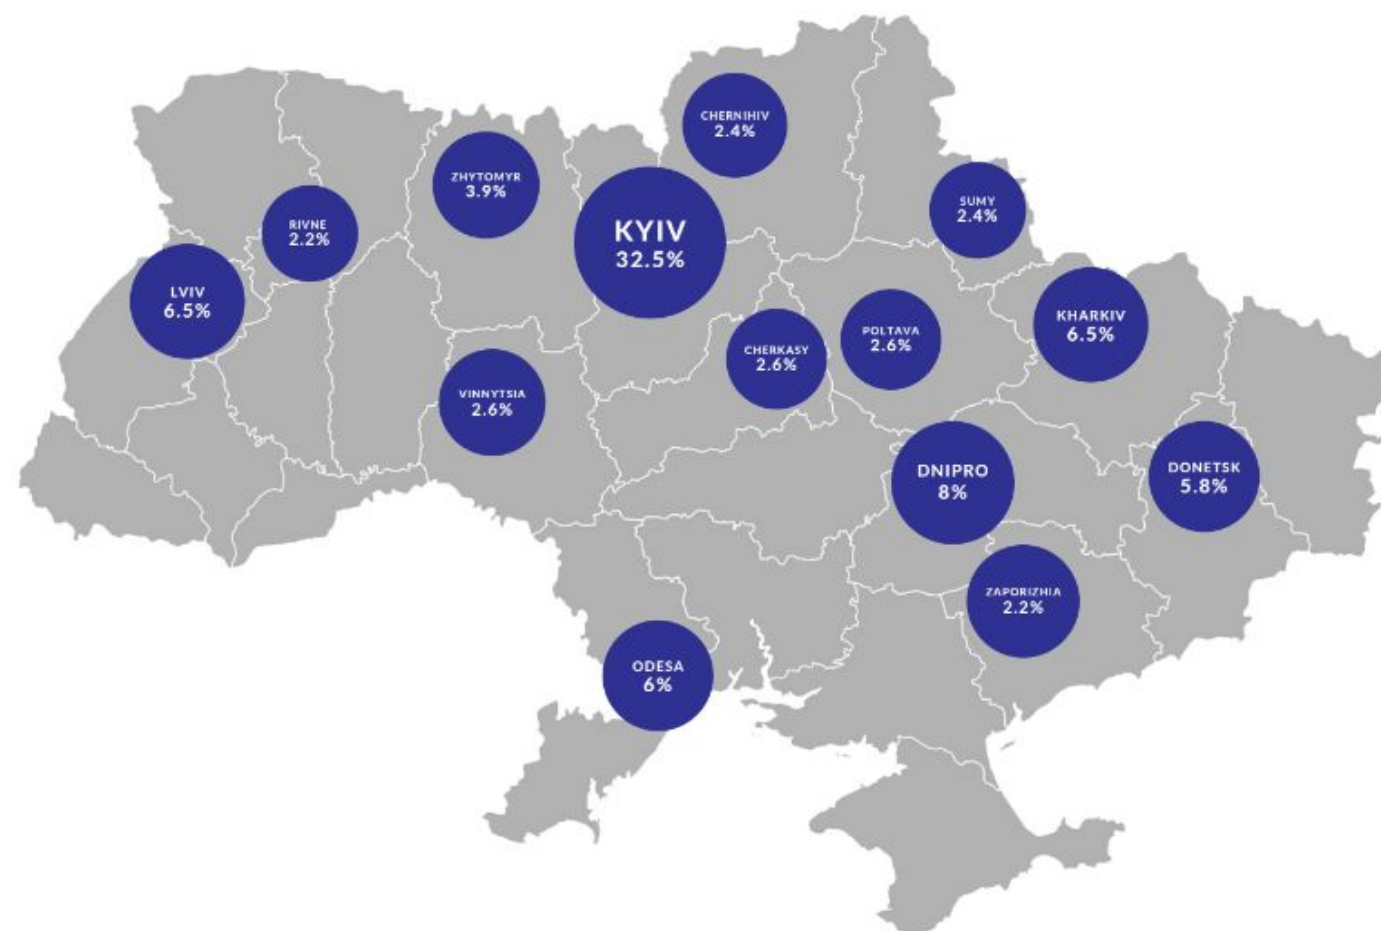 CHERNIHIV
2.4%
ZHYTOMYR
3.9%
SUMY
2.4%
RIVNE
2.2%
KYIV
32.5%
LVIV
6.5%
KHARKIV
6.5%
POLTAVA
2.6%
CHERKASY
2.6%
VINNYTSIA
2.6%
DNIPRO
8%
DONETSK
5.8%
ZAPORIZHIA
2.2%
ODESA
6%